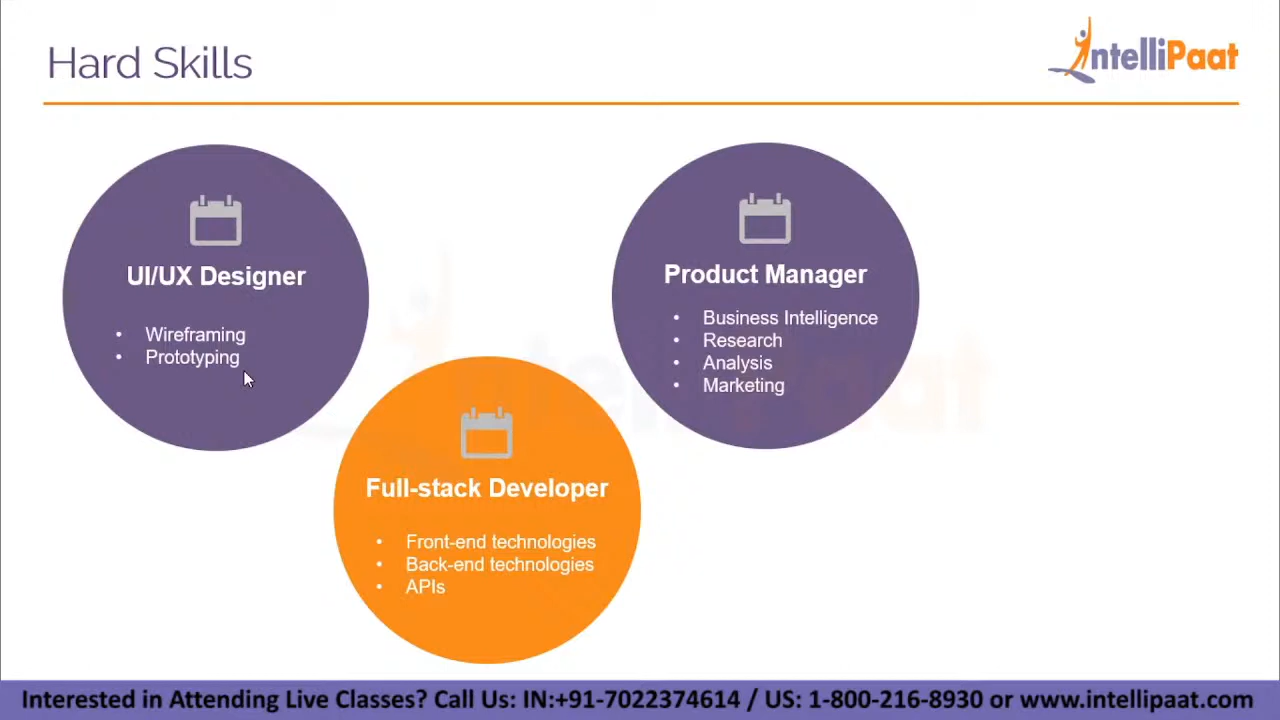 Hard Skills
IntelliPaat
UI/UX Designer
• Wireframing
• Prototyping
Product Manager
• Business Intelligence
• Research
• Analysis
• Marketing
Full-stack Developer
• Front-end technologies
• Back-end technologies
• APIs
Interested in Attending Live Classes? Call Us: IN:+91-7022374614 / US: 1-800-216-8930 or www.intellipaat.com